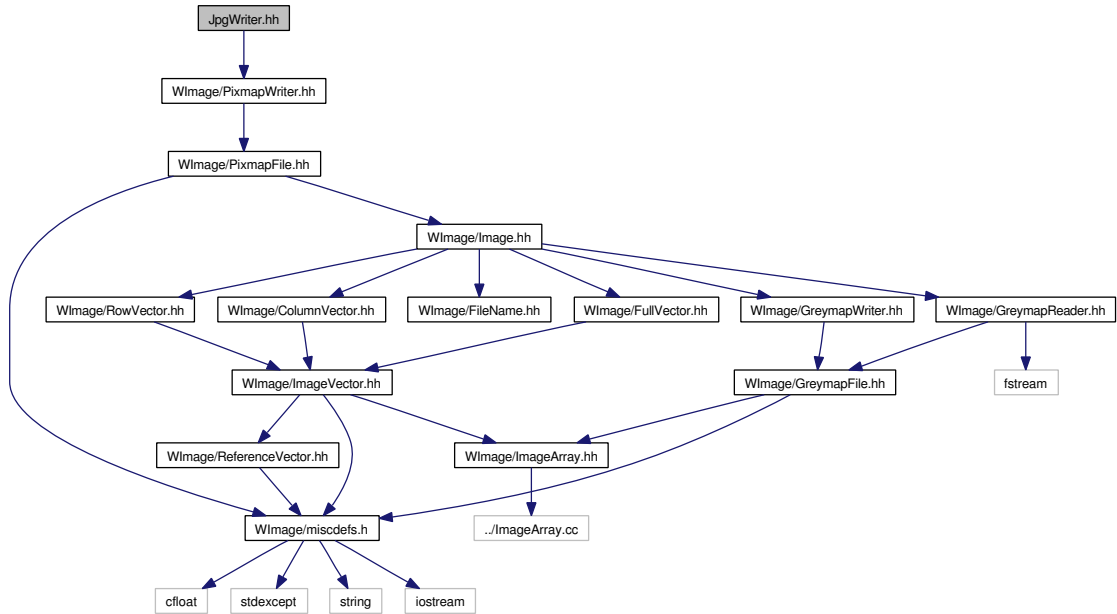 JpgWriter.hh
WImage/PixmapWriter.hh
WImage/PixmapFile.hh
WImage/Image.hh
WImage/RowVector.hh
WImage/ColumnVector.hh
WImage/FileName.hh
WImage/FullVector.hh
WImage/GreymapWriter.hh
WImage/GreymapReader.hh
WImage/ImageVector.hh
WImage/GreymapFile.hh
fstream
WImage/ReferenceVector.hh
WImage/ImageArray.hh
WImage/miscdefs.h
../ImageArray.cc
cfloat
stdexcept
string
iostream